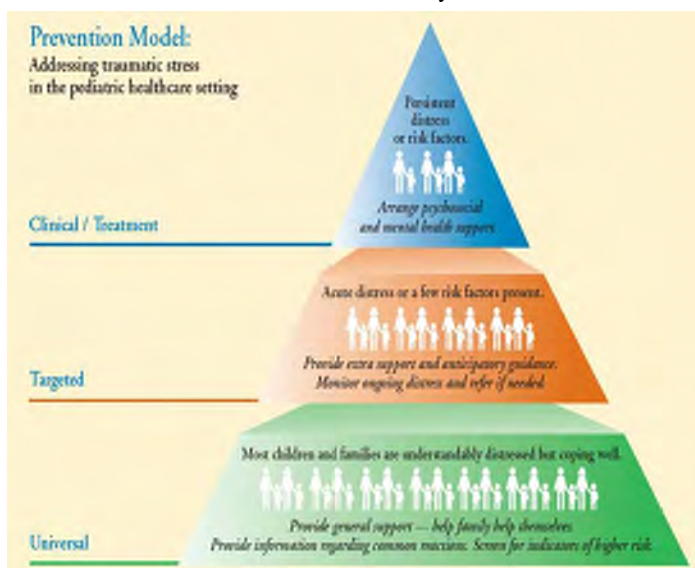 Prevention Model:
Addressing traumatic stress
in the pediatric healthcare setting
Persistent
distress
or risk factors.
Arrange psychosocial
and mental health support.
Clinical / Treatment
Acute distress or a few risk factors present.
Provide extra support and anticipatory guidance.
Monitor ongoing distress and refer if needed.
Targeted
Most children and families are understandably distressed but coping well.
Provide general support — help family help themselves.
Provide information regarding common reactions. Screen for indicators of higher risk.
Universal